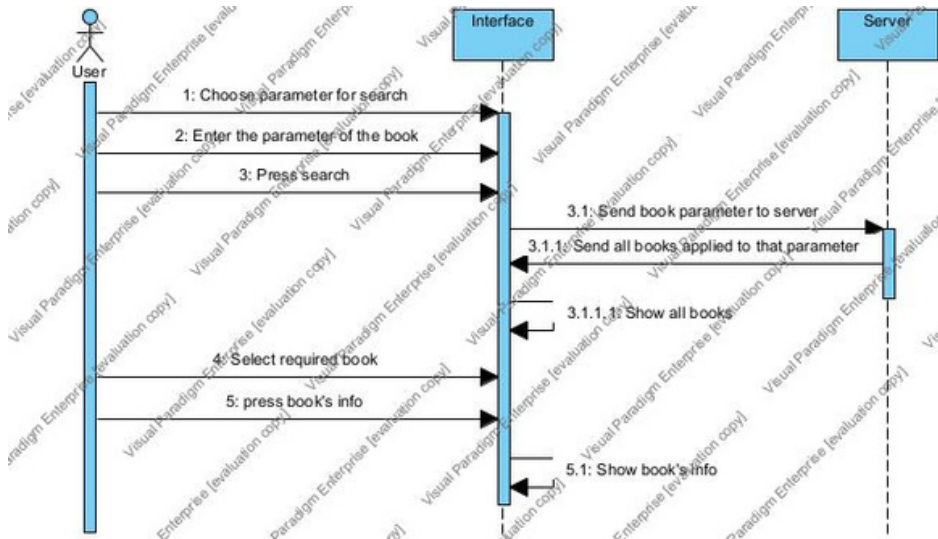 Interface
Server
User
1: Choose parameter for search
2: Enter the parameter of the book
3: Press search
3.1: Send book parameter to server
3.1.1: Send all books applied to that parameter
3.1.1.1: Show all books
4: Select required book
5: press book's info
5.1: Show book's info
Visual Paradigm Enterprise [evaluation copy]